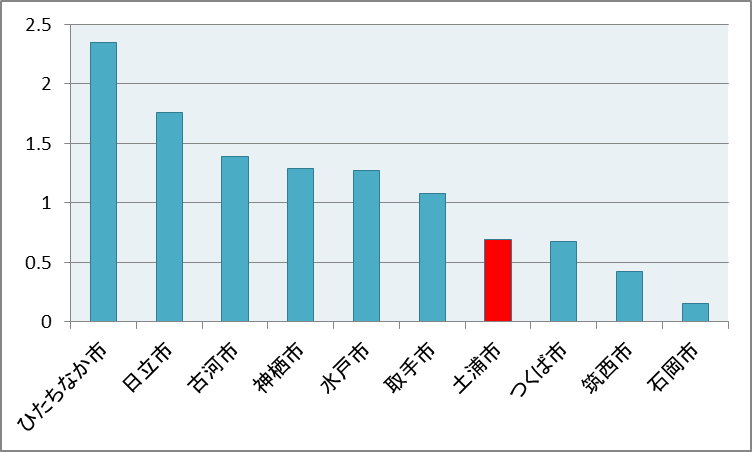 2.5
2
1.5
1
0.5
0
ひたちなか市
日立市
古河市
神栖市
水戸市
取手市
土浦市
つくば市
筑西市
石岡市